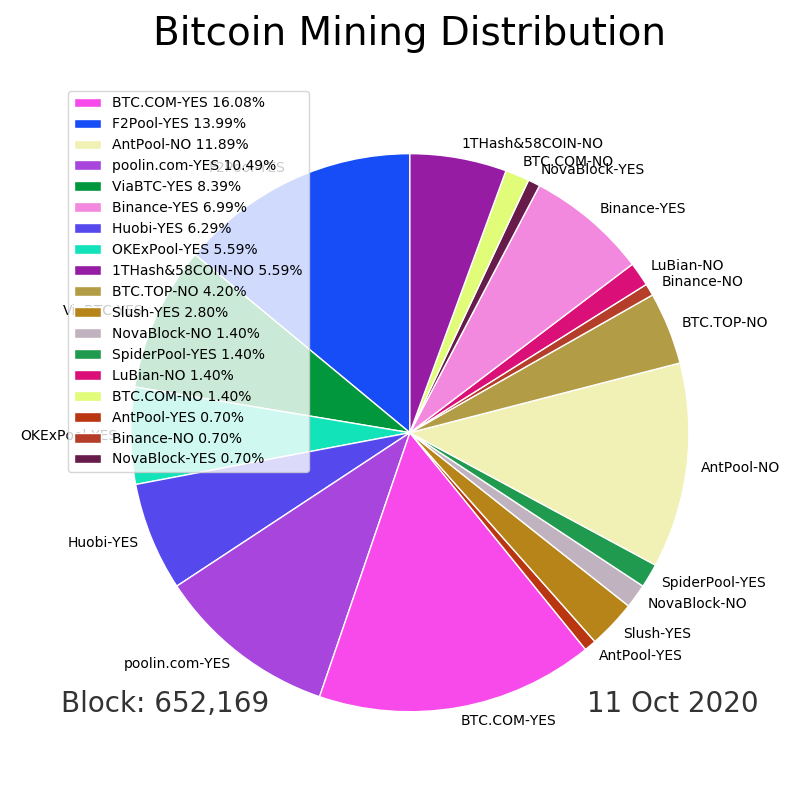 Bitcoin Mining Distribution
BTC.COM-YES 16.08%
F2Pool-YES 13.99%
AntPool-NO 11.89%
poolin.com-YES 10.49%
ViaBTC-YES 8.39%
Binance-YES 6.99%
Huobi-YES 6.29%
OKExPool-YES 5.59%
1THash&58COIN-NO 5.59%
BTC.TOP-NO 4.20%
Slush-YES 2.80%
NovaBlock-NO 1.40%
SpiderPool-YES 1.40%
LuBian-NO 1.40%
BTC.COM-NO 1.40%
AntPool-YES 0.70%
Binance-NO 0.70%
NovaBlock-YES 0.70%
1THash&58COIN-NO
BTC.COM-NO
NovaBlock-YES
Binance-YES
LuBian-NO
Binance-NO
BTC.TOP-NO
AntPool-NO
SpiderPool-YES
NovaBlock-NO
Slush-YES
AntPool-YES
BTC.COM-YES
poolin.com-YES
Huobi-YES
OKExPool-YES
Block: 652,169
11 Oct 2020